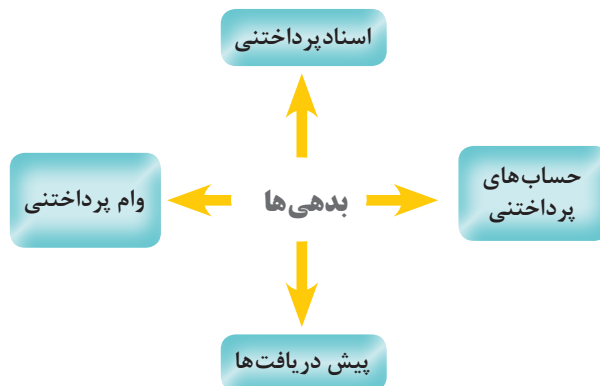 اسناد پرداختنی
حساب‌های
پرداختنی
بدهی‌ها
وام پرداختنی
پیش دریافت‌ها